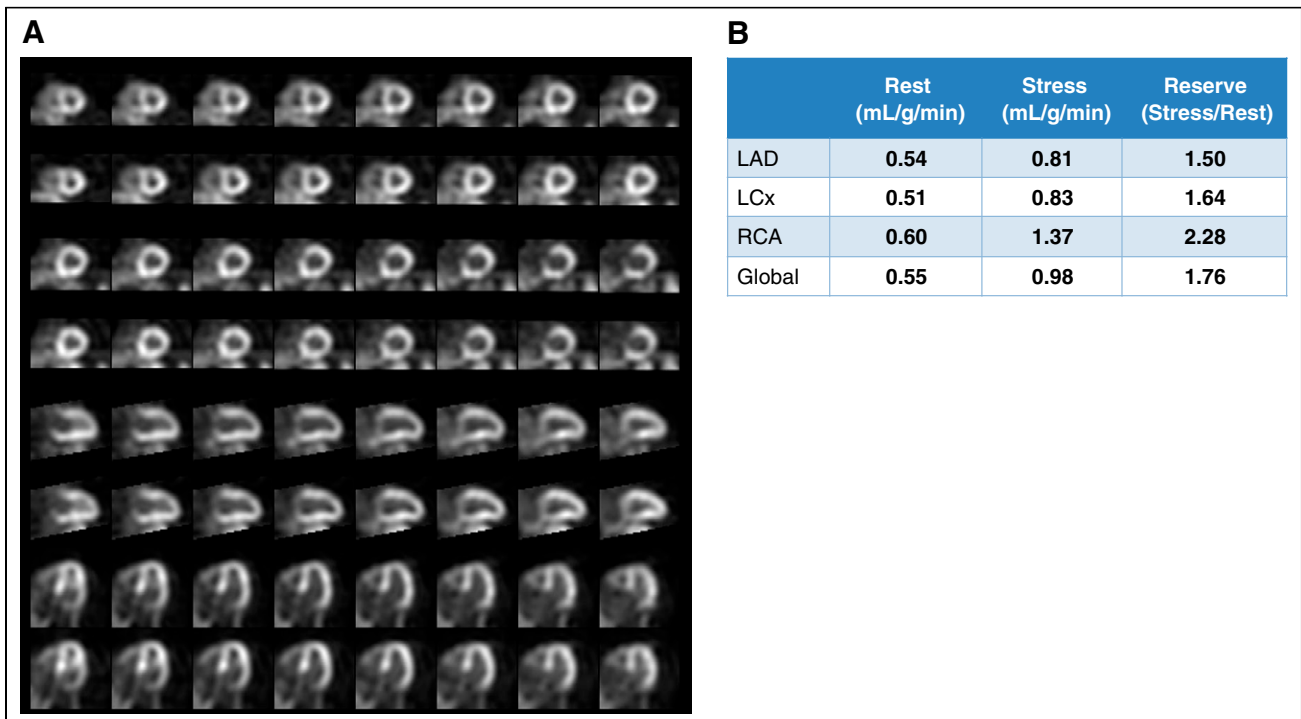 A
B
Rest Stress Reserve
(mL/g/min) (mL/g/min) (Stress/Rest)
LAD 0.54 0.81 1.50
LCx 0.51 0.83 1.64
RCA 0.60 1.37 2.28
Global 0.55 0.98 1.76